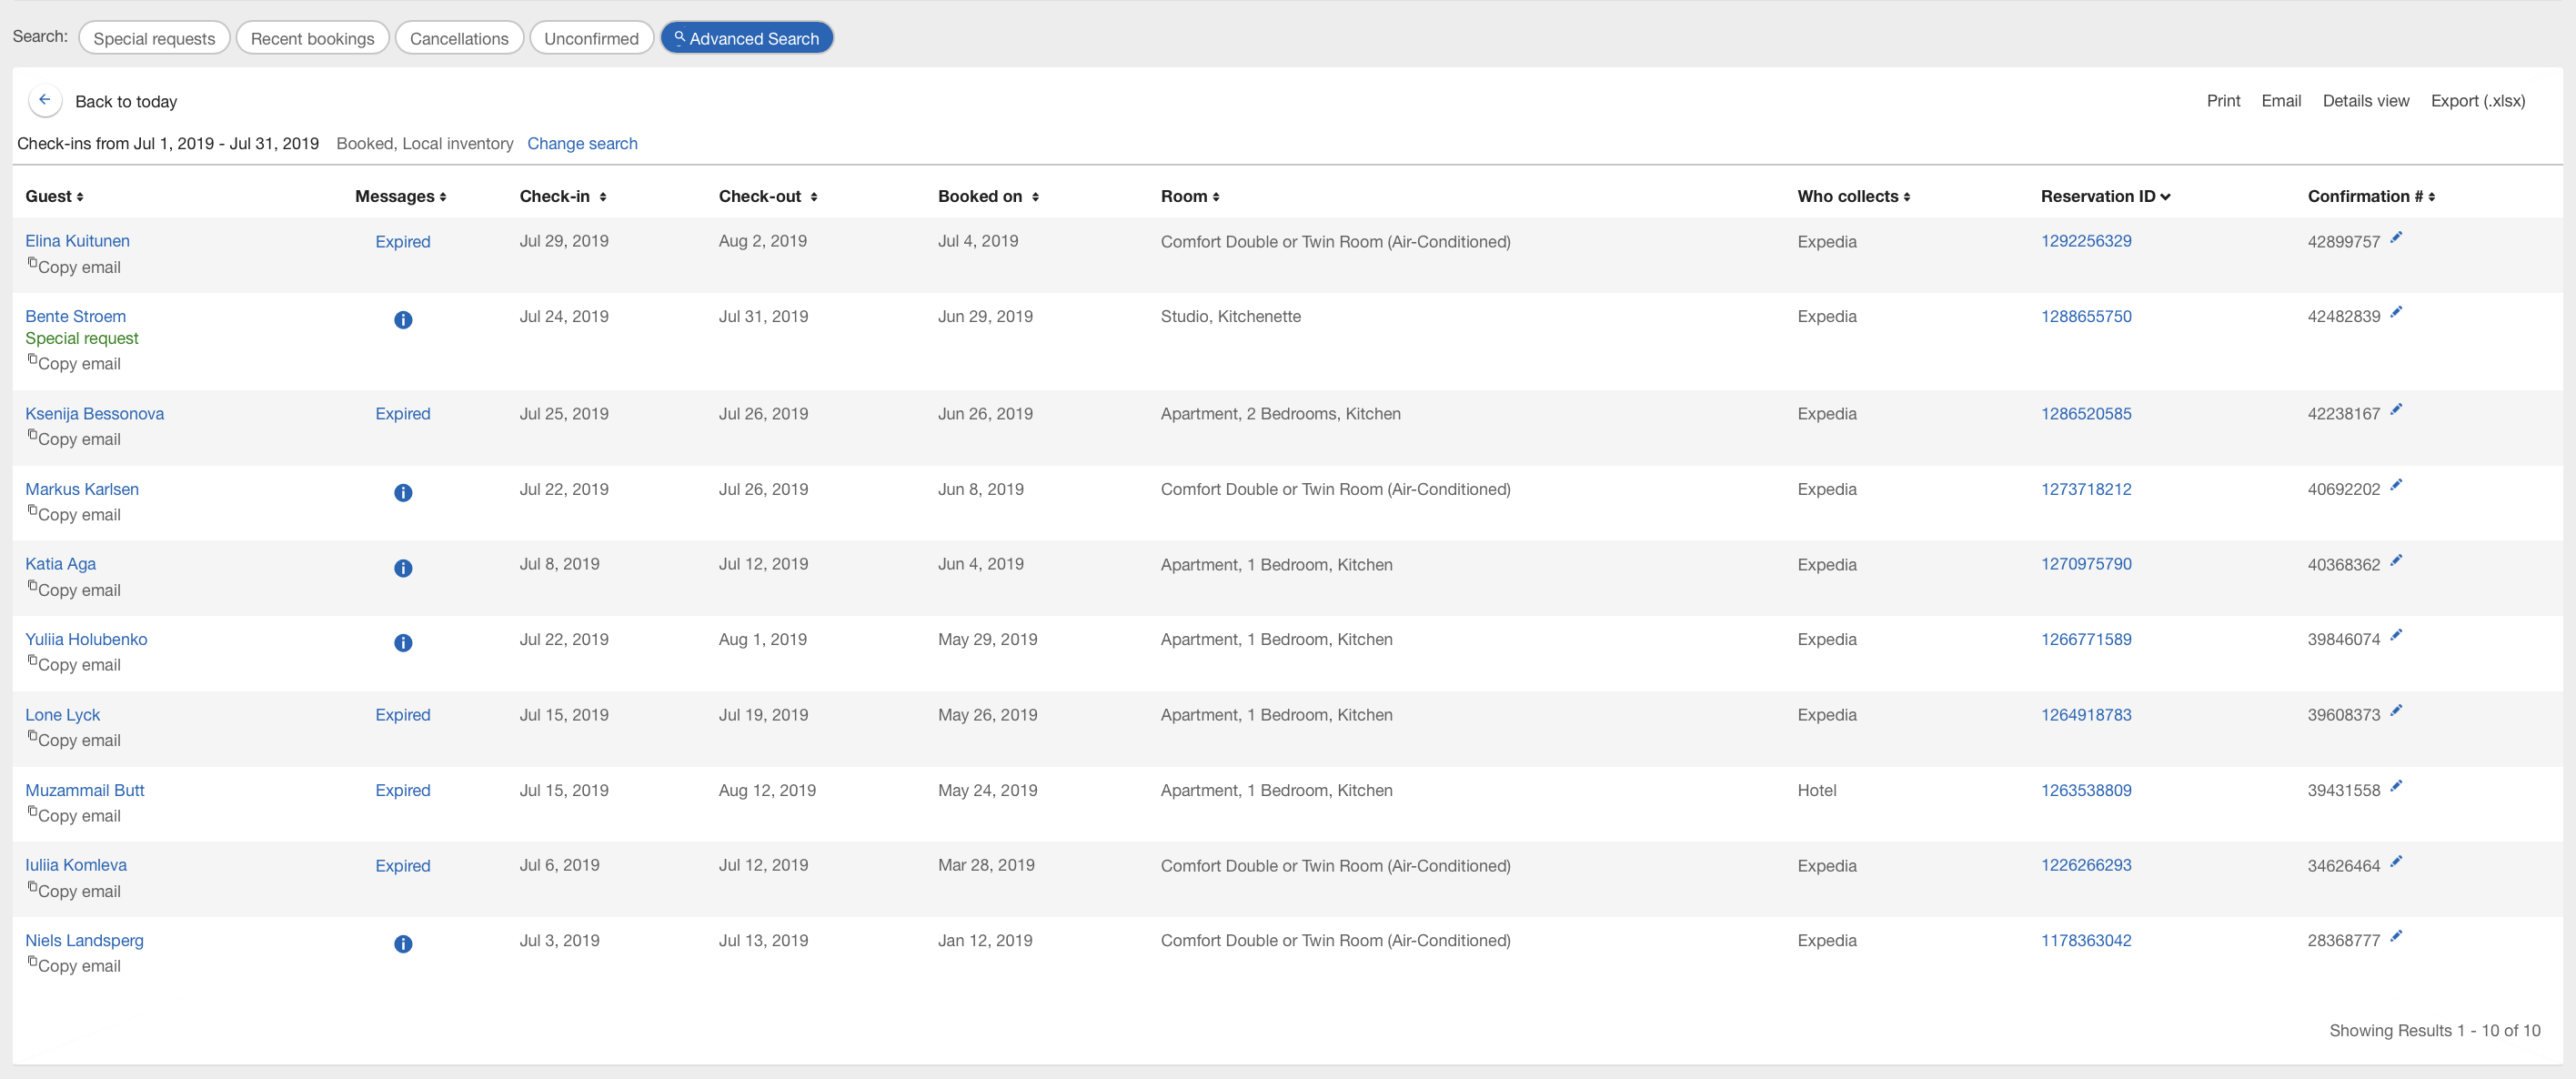 Search: Special requests Recent bookings Cancellations Unconfirmed Advanced Search
Back to today Print Email Details view Export (.xlsx)
Check-ins from Jul 1, 2019 - Jul 31, 2019 Booked, Local inventory Change search
Guest Messages Check-in Check-out Booked on Room Who collects Reservation ID Confirmation #
Elina Kuitunen Expired Jul 29, 2019 Aug 2, 2019 Jul 4, 2019 Comfort Double or Twin Room (Air-Conditioned) Expedia 1292256329 42899757
Copy email
Bente Stroem Jul 24, 2019 Jul 31, 2019 Jun 29, 2019 Studio, Kitchenette Expedia 1288655750 42482839
Special request
Copy email
Ksenija Bessonova Expired Jul 25, 2019 Jul 26, 2019 Jun 26, 2019 Apartment, 2 Bedrooms, Kitchen Expedia 1286520585 42238167
Copy email
Markus Karlsen Jul 22, 2019 Jul 26, 2019 Jun 8, 2019 Comfort Double or Twin Room (Air-Conditioned) Expedia 1273718212 40692202
Copy email
Katia Aga Jul 8, 2019 Jul 12, 2019 Jun 4, 2019 Apartment, 1 Bedroom, Kitchen Expedia 1270975790 40368362
Copy email
Yuliia Holubenko Jul 22, 2019 Aug 1, 2019 May 29, 2019 Apartment, 1 Bedroom, Kitchen Expedia 1266771589 39846074
Copy email
Lone Lyck Expired Jul 15, 2019 Jul 19, 2019 May 26, 2019 Apartment, 1 Bedroom, Kitchen Expedia 1264918783 39608373
Copy email
Muzammail Butt Expired Jul 15, 2019 Aug 12, 2019 May 24, 2019 Apartment, 1 Bedroom, Kitchen Hotel 1263538809 39431558
Copy email
Iuliia Komleva Expired Jul 6, 2019 Jul 12, 2019 Mar 28, 2019 Comfort Double or Twin Room (Air-Conditioned) Expedia 1226266293 34626464
Copy email
Niels Landsperg Jul 3, 2019 Jul 13, 2019 Jan 12, 2019 Comfort Double or Twin Room (Air-Conditioned) Expedia 1178363042 28368777
Copy email
Showing Results 1 - 10 of 10